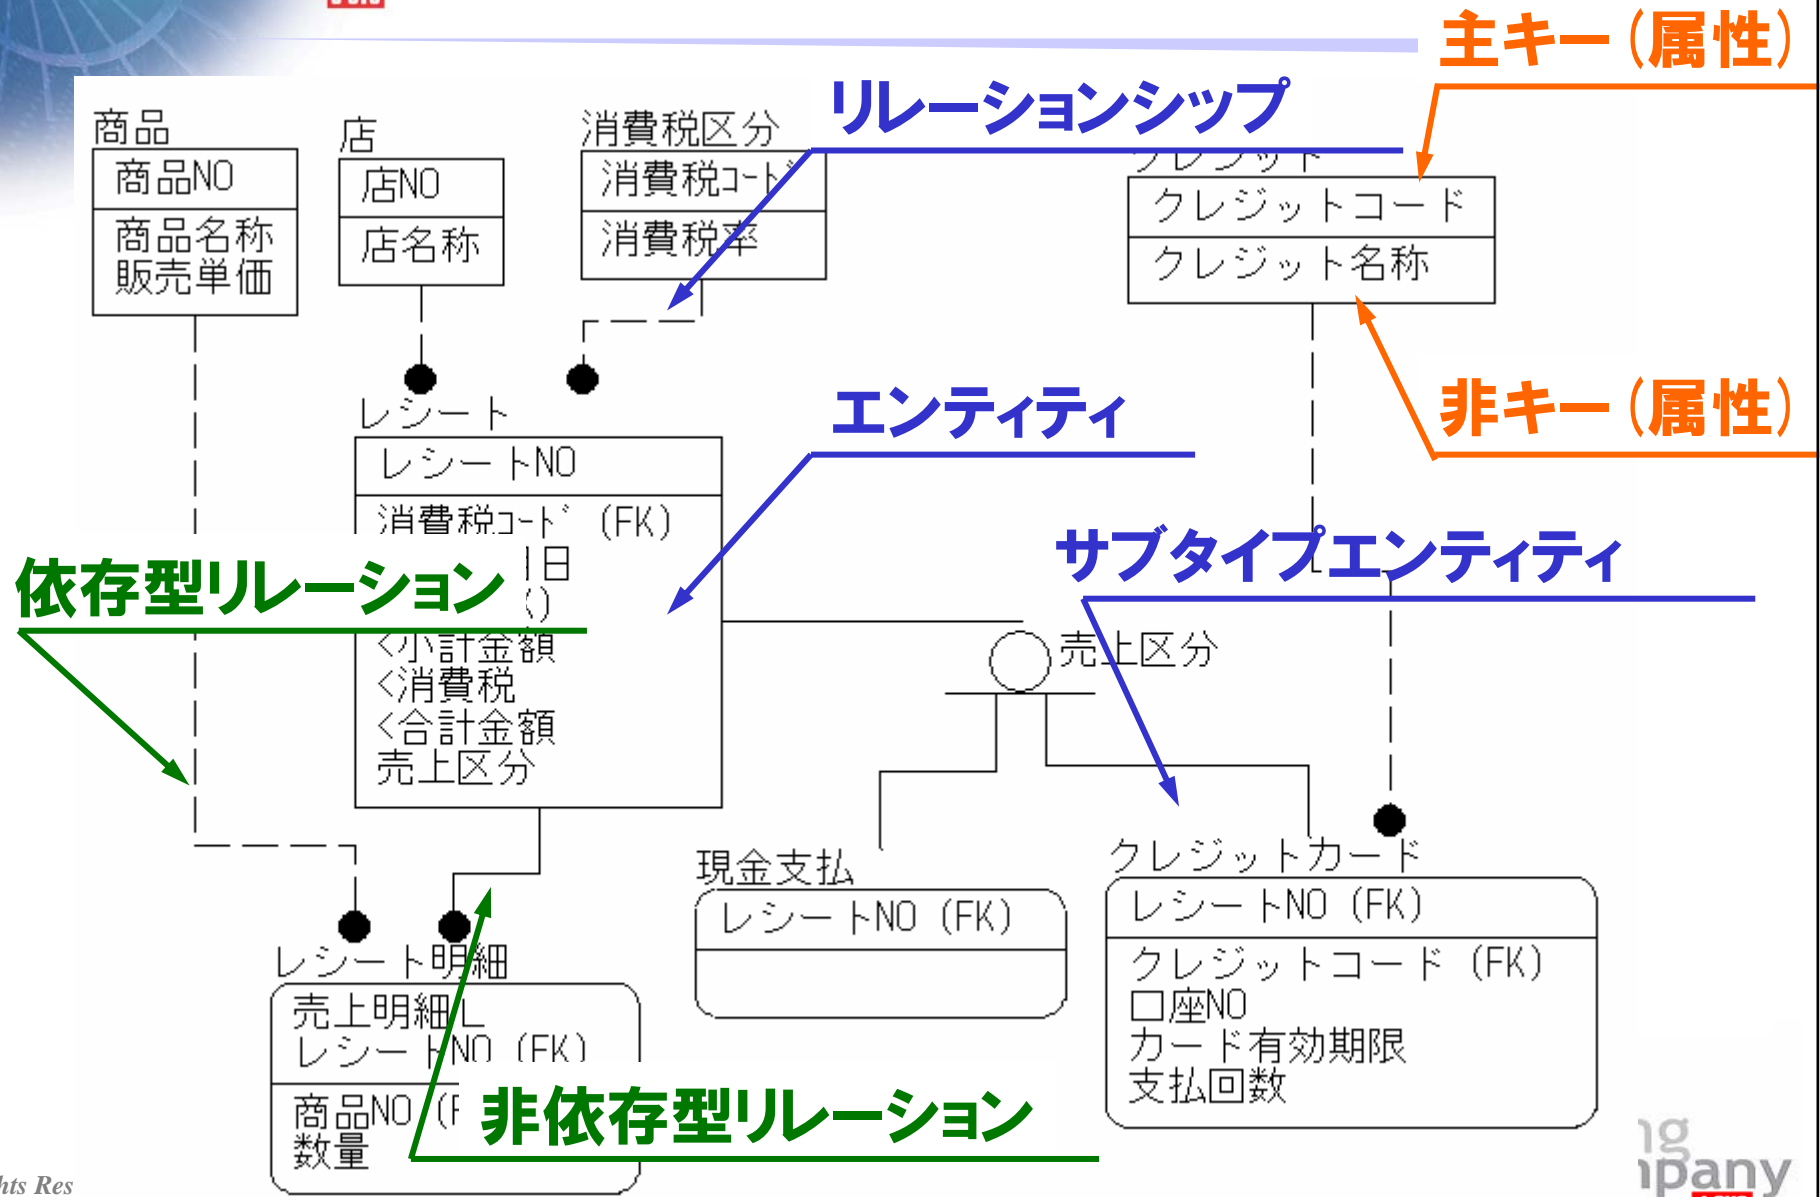 主キー（属性）
リレーションシップ
商品
店
消費税区分
クレジット
商品NO
店NO
消費税コード
クレジットコード
商品名称
販売単価
店名称
消費税率
クレジット名称
エンティティ
非キー（属性）
レシート
レシートNO
消費税コード (FK)
日
依存型リレーション
サブタイプエンティティ
<小計金額
<消費税
<合計金額
売上区分
売上区分
現金支払
レシートNO (FK)
クレジットカード
レシートNO (FK)
クレジットコード (FK)
口座NO
カード有効期限
支払回数
レシート明細
売上明細L
レシートNO (FK)
商品NO (F
数量
非依存型リレーション
ng
mpany
hts Res